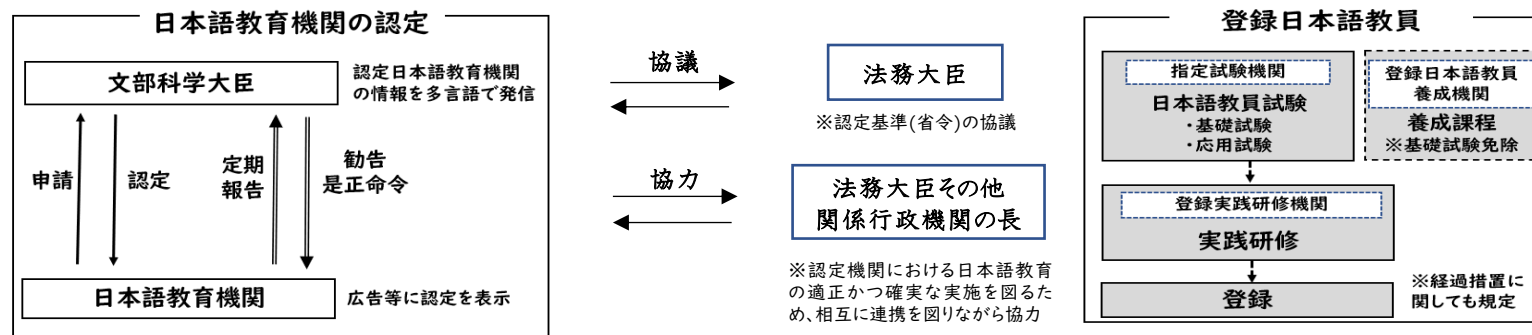 日本語教育機関の認定
文部科学大臣
認定日本語教育機関
の情報を多言語で発信
申請
認定
定期
報告
勧告
是正命令
日本語教育機関
広告等に認定を表示
協議
法務大臣
※認定基準(省令)の協議
協力
法務大臣その他
関係行政機関の長
※認定機関における日本語教育
の適正かつ確実な実施を図るた
め、相互に連携を図りながら協力
登録日本語教員
指定試験機関
日本語教員試験
・基礎試験
・応用試験
登録日本語教員
養成機関
養成課程
※基礎試験免除
登録実践研修機関
実践研修
登録
※経過措置に
関しても規定